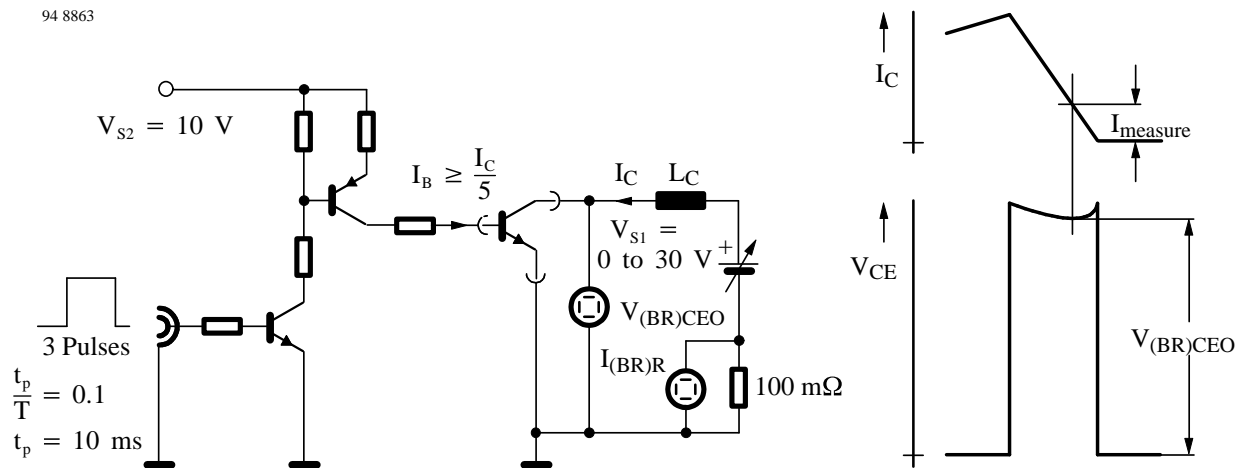 94 8863
V_S2 = 10 V
I_B ≥ I_C/5
I_C
L_C
V_S1 =
0 to 30 V
+
V_(BR)CEO
I_(BR)R
100 mΩ
3 Pulses
t_p/T = 0.1
t_p = 10 ms
I_C
I_measure
V_CE
V_(BR)CEO